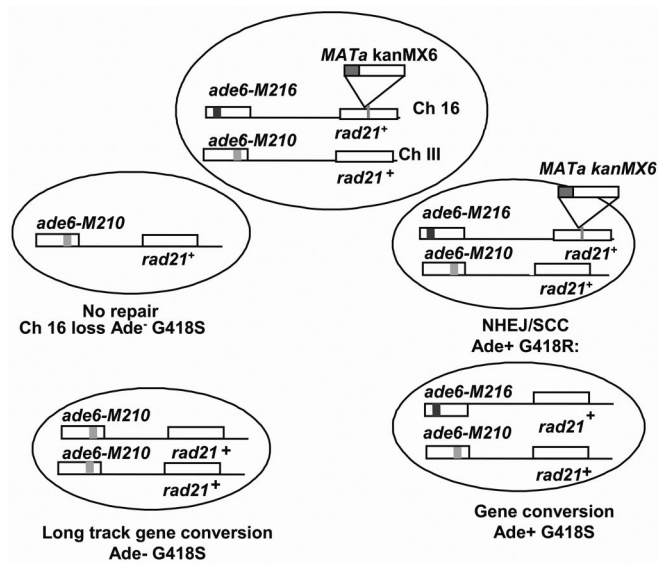 MATa kanMX6
ade6-M216
Ch 16
rad21+
ade6-M210
Ch III
rad21+
MATa kanMX6
ade6-M210
rad21+
No repair
Ch 16 loss Ade- G418S
ade6-M216
rad21+
ade6-M210
rad21+
NHEJ/SCC
Ade+ G418R:
ade6-M210
rad21+
ade6-M210
rad21+
Long track gene conversion
Ade- G418S
ade6-M216
rad21+
ade6-M210
rad21+
Gene conversion
Ade+ G418S